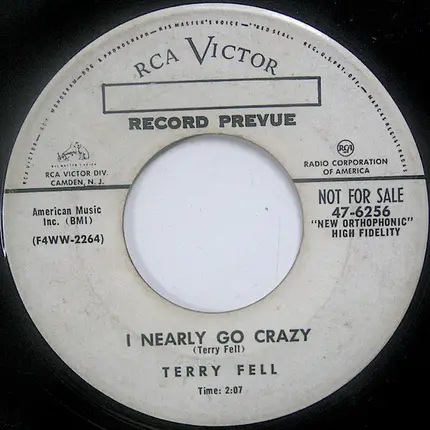 RCA VICTOR
RECORD PREVUE
RCA VICTOR DIV.
CAMDEN, N. J.
RADIO CORPORATION
OF AMERICA
American Music
Inc. (BMI)
(F4WW-2264)
NOT FOR SALE
47-6256
"NEW ORTHOPHONIC"
HIGH FIDELITY
I NEARLY GO CRAZY
(Terry Fell)
TERRY FELL
Time: 2:07